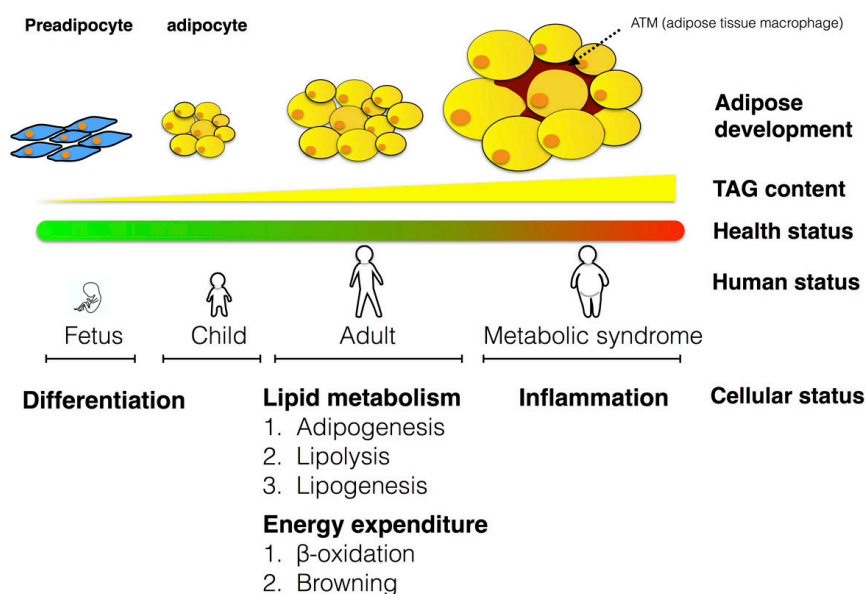 Preadipocyte
adipocyte
ATM (adipose tissue macrophage)
Adipose
development
TAG content
Health status
Human status
Fetus
Child
Adult
Metabolic syndrome
Differentiation
Lipid metabolism
Inflammation
Cellular status
1. Adipogenesis
2. Lipolysis
3. Lipogenesis
Energy expenditure
1. β-oxidation
2. Browning